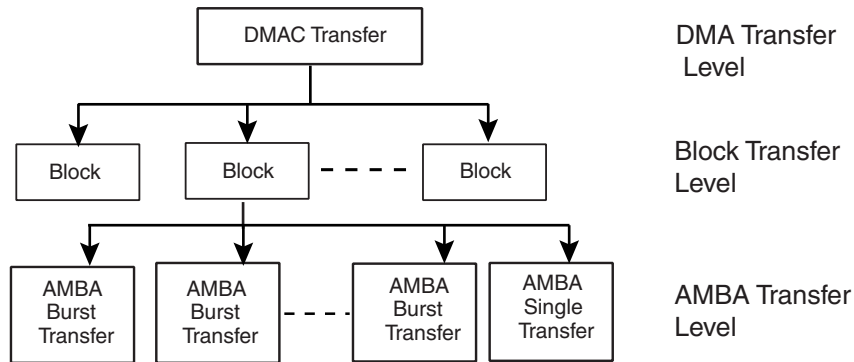 DMAC Transfer
DMA Transfer
Level
Block
Block
Block
Block Transfer
Level
AMBA
Burst
Transfer
AMBA
Burst
Transfer
AMBA
Burst
Transfer
AMBA
Single
Transfer
AMBA Transfer
Level